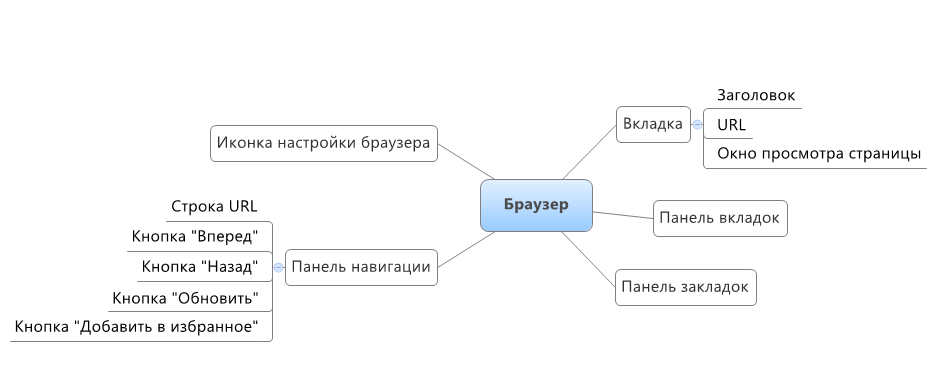 Браузер
Вкладка
Заголовок
URL
Окно просмотра страницы
Панель вкладок
Панель закладок
Иконка настройки браузера
Панель навигации
Строка URL
Кнопка "Вперед"
Кнопка "Назад"
Кнопка "Обновить"
Кнопка "Добавить в избранное"